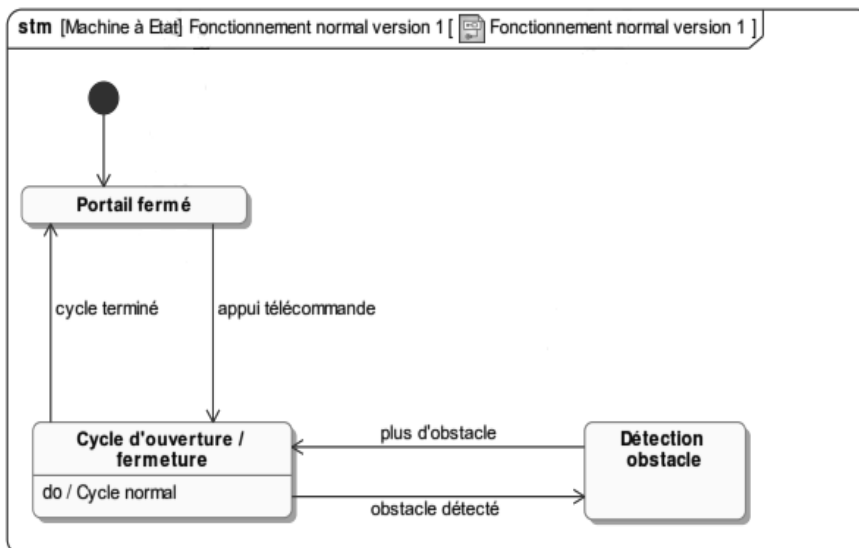 stm [Machine à Etat] Fonctionnement normal version 1 [ Fonctionnement normal version 1 ]
Portail fermé
cycle terminé
appui télécommande
Cycle d'ouverture /
fermeture
do / Cycle normal
plus d'obstacle
obstacle détecté
Détection
obstacle